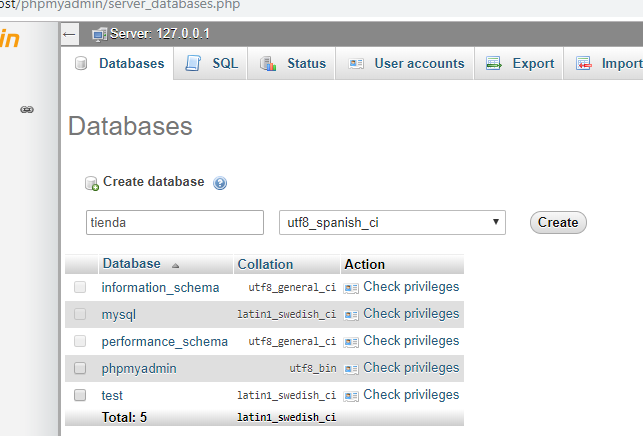 ost/phpmyadmin/server_databases.php
in
← Server: 127.0.0.1
Databases SQL Status User accounts Export Import
Databases
Create database
tienda utf8_spanish_ci Create
Database Collation Action
information_schema utf8_general_ci Check privileges
mysql latin1_swedish_ci Check privileges
performance_schema utf8_general_ci Check privileges
phpmyadmin utf8_bin Check privileges
test latin1_swedish_ci Check privileges
Total: 5 latin1_swedish_ci